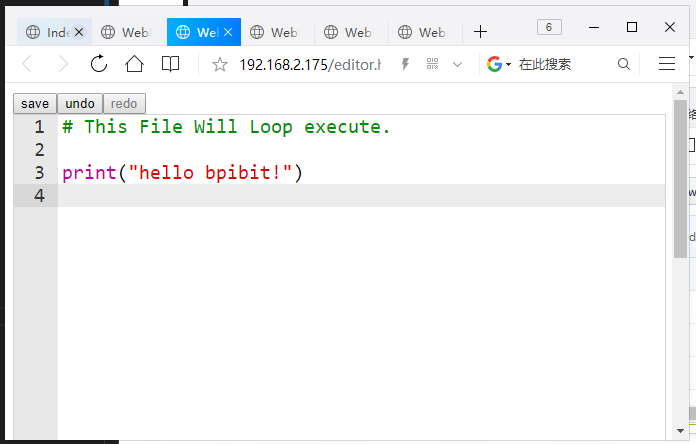 6
Inde Web Wel Web Web Web
192.168.2.175/editor.h 在此搜索
save undo redo
1 # This File Will Loop execute.
2
3 print("hello bpibit!")
4